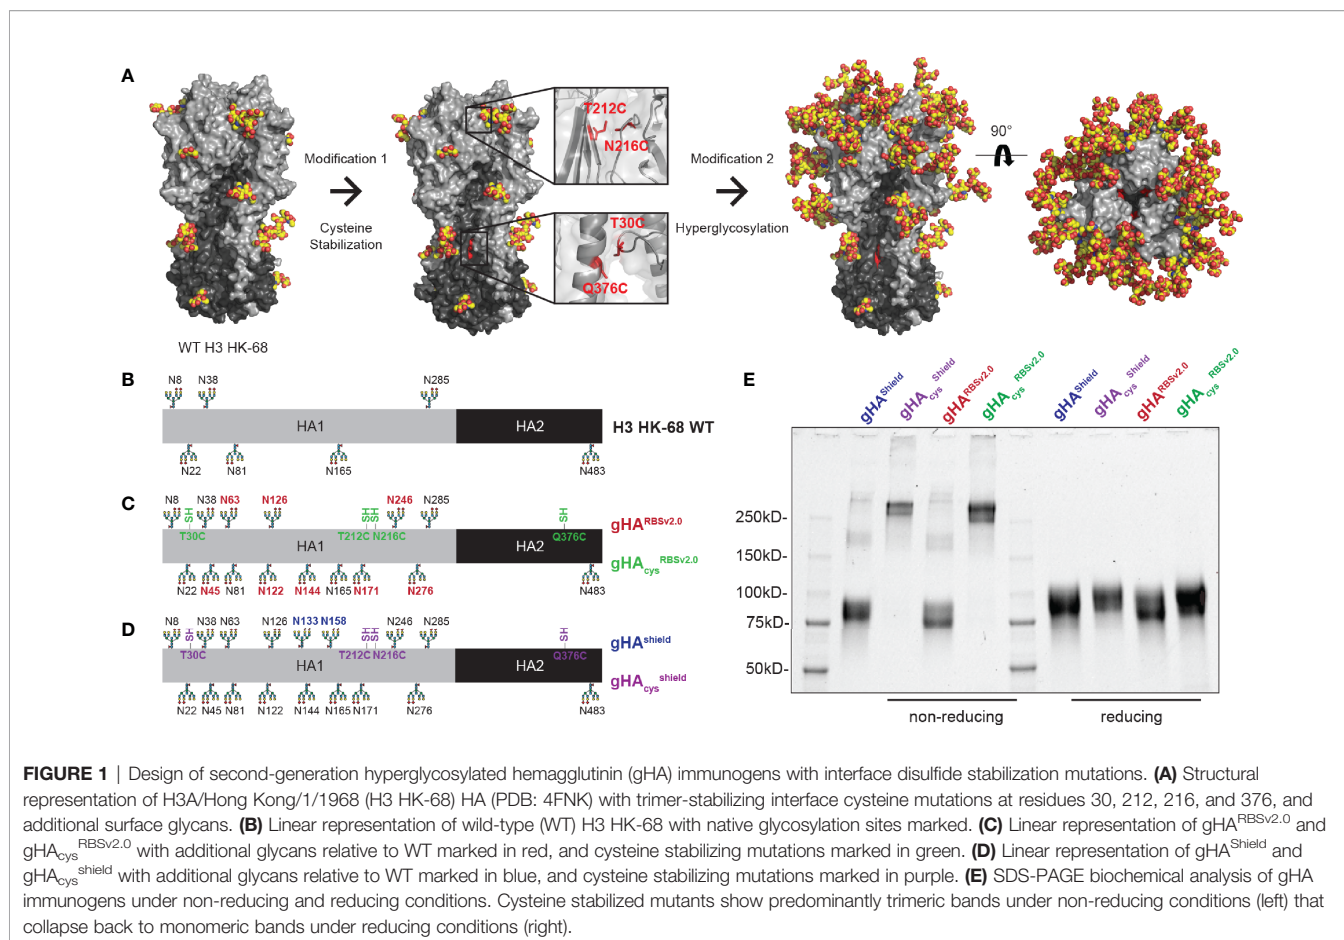 A
T212C
N216C
Modification 1
Cysteine
Stabilization
T30C
Q376C
Modification 2
Hyperglycosylation
90°
WT H3 HK-68
B
N8 N38 N285
HA1 HA2 H3 HK-68 WT
N22 N81 N165 N483
C
N8 N38 N63 N126 N246 N285
SH SH SH SH
T30C T212C N216C Q376C
HA1 HA2
gHA^RBSv2.0
gHA_cys^RBSv2.0
N22 N45 N81 N122 N144 N165 N171 N276 N483
D
N8 N38 N63 N126 N133 N158 N246 N285
SH SH SH SH
T30C T212C N216C Q376C
HA1 HA2
gHA^shield
gHA_cys^shield
N22 N45 N81 N122 N144 N165 N171 N276 N483
E
gHA^Shield gHA_cys^Shield gHA^RBSv2.0 gHA_cys^RBSv2.0 gHA^Shield gHA_cys^Shield gHA^RBSv2.0 gHA_cys^RBSv2.0
250kD-
150kD-
100kD-
75kD-
50kD-
non-reducing reducing
FIGURE 1 | Design of second-generation hyperglycosylated hemagglutinin (gHA) immunogens with interface disulfide stabilization mutations. (A) Structural
representation of H3A/Hong Kong/1/1968 (H3 HK-68) HA (PDB: 4FNK) with trimer-stabilizing interface cysteine mutations at residues 30, 212, 216, and 376, and
additional surface glycans. (B) Linear representation of wild-type (WT) H3 HK-68 with native glycosylation sites marked. (C) Linear representation of gHA^RBSv2.0 and
gHA_cys^RBSv2.0 with additional glycans relative to WT marked in red, and cysteine stabilizing mutations marked in green. (D) Linear representation of gHA^Shield and
gHA_cys^shield with additional glycans relative to WT marked in blue, and cysteine stabilizing mutations marked in purple. (E) SDS-PAGE biochemical analysis of gHA
immunogens under non-reducing and reducing conditions. Cysteine stabilized mutants show predominantly trimeric bands under non-reducing conditions (left) that
collapse back to monomeric bands under reducing conditions (right).